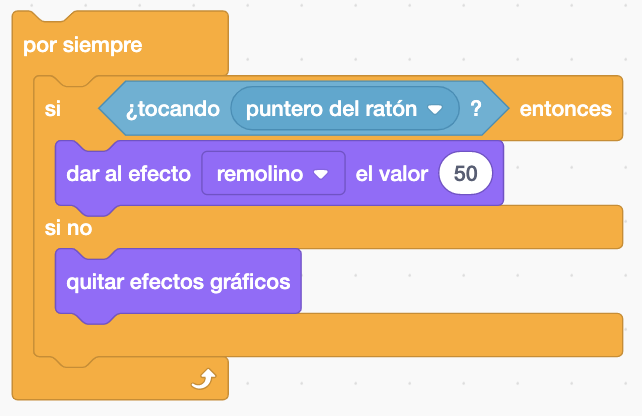 por siempre
si ¿tocando puntero del ratón ? entonces
dar al efecto remolino el valor 50
si no
quitar efectos gráficos